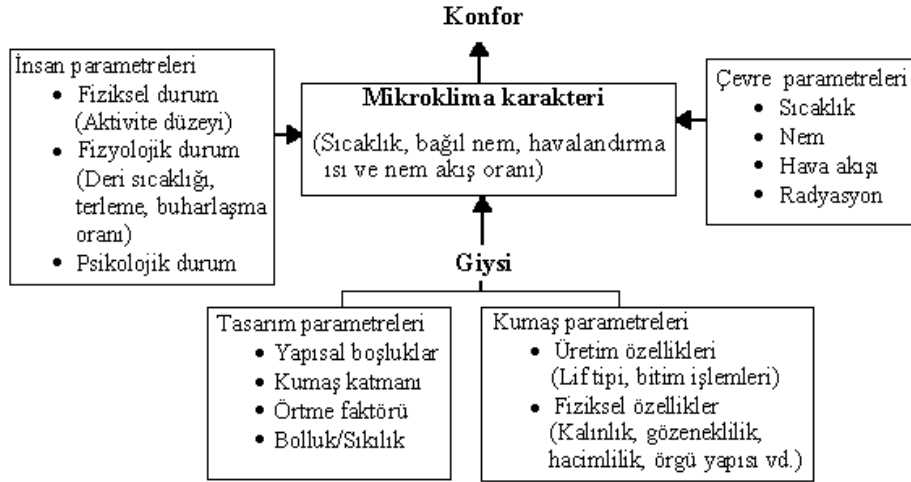 Konfor
İnsan parametreleri
• Fiziksel durum
(Aktivite düzeyi)
• Fizyolojik durum
(Deri sıcaklığı,
terleme, buharlaşma
oranı)
• Psikolojik durum
Mikroklima karakteri
(Sıcaklık, bağıl nem, havalandırma
ısı ve nem akış oranı)
Çevre parametreleri
• Sıcaklık
• Nem
• Hava akışı
• Radyasyon
Giysi
Tasarım parametreleri
• Yapısal boşluklar
• Kumaş katmanı
• Örtme faktörü
• Bolluk/Sıkılık
Kumaş parametreleri
• Üretim özellikleri
(Lif tipi, bitim işlemleri)
• Fiziksel özellikler
(Kalınlık, gözeneklilik,
hacimlilik, örgü yapısı vd.)